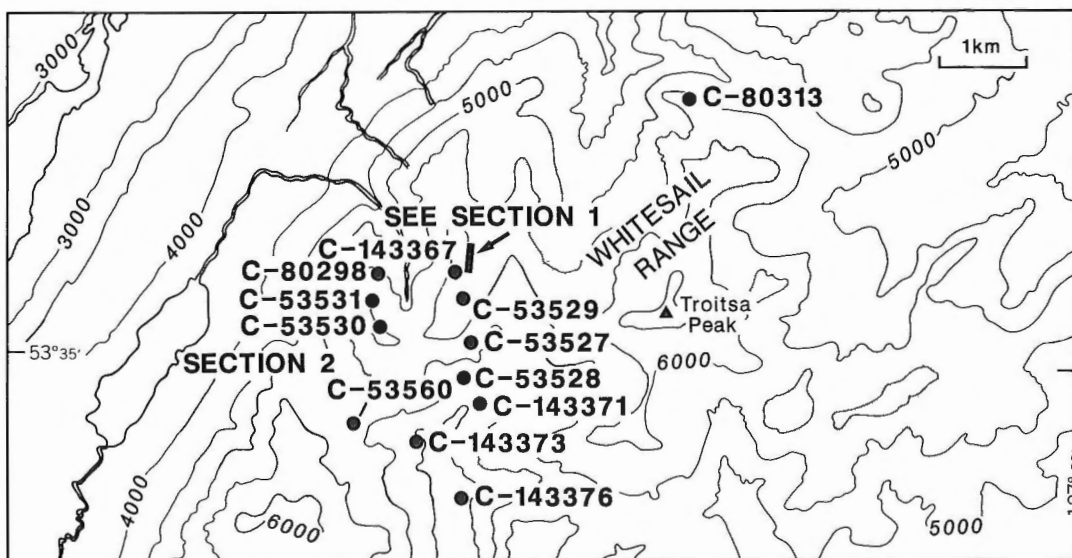 3000
1km
5000
C-80313
5000
3000
4000
WHITESAIL
RANGE
SEE SECTION 1
C-143367
C-80298
C-53531
C-53529
C-53530
Troitsa
Peak
C-53527
53°35'
SECTION 2
6000
C-53528
C-53560
C-143371
C-143373
4000
C-143376
6000
5000